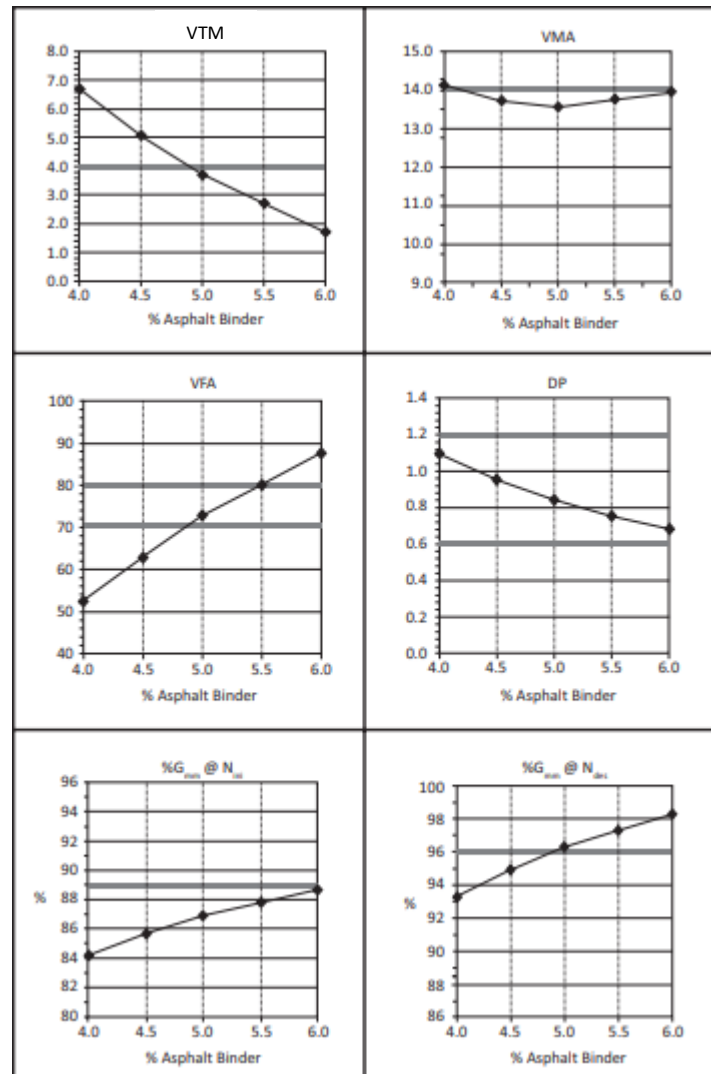 VTM
8.0
7.0
6.0
5.0
4.0
3.0
2.0
1.0
0.0
4.0 4.5 5.0 5.5 6.0
% Asphalt Binder
VMA
15.0
14.0
13.0
12.0
11.0
10.0
9.0
4.0 4.5 5.0 5.5 6.0
% Asphalt Binder
VFA
100
90
80
70
60
50
40
4.0 4.5 5.0 5.5 6.0
% Asphalt Binder
DP
1.4
1.2
1.0
0.8
0.6
0.4
0.2
0.0
4.0 4.5 5.0 5.5 6.0
% Asphalt Binder
%Gmm @ Nini
96
94
92
90
%
88
86
84
82
80
4.0 4.5 5.0 5.5 6.0
% Asphalt Binder
%Gmm @ Ndes
100
98
96
94
%
92
90
88
86
4.0 4.5 5.0 5.5 6.0
% Asphalt Binder